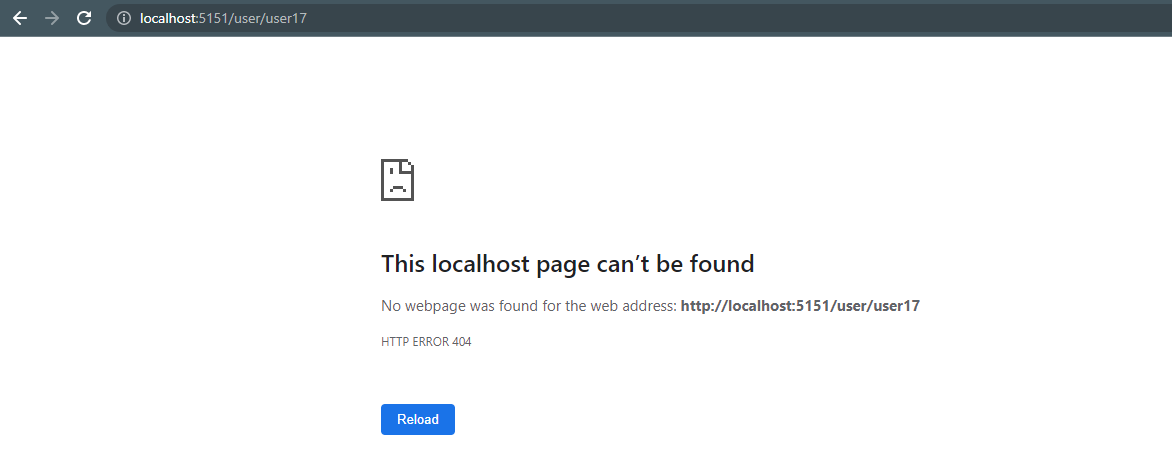 localhost:5151/user/user17
This localhost page can’t be found
No webpage was found for the web address: http://localhost:5151/user/user17
HTTP ERROR 404
Reload